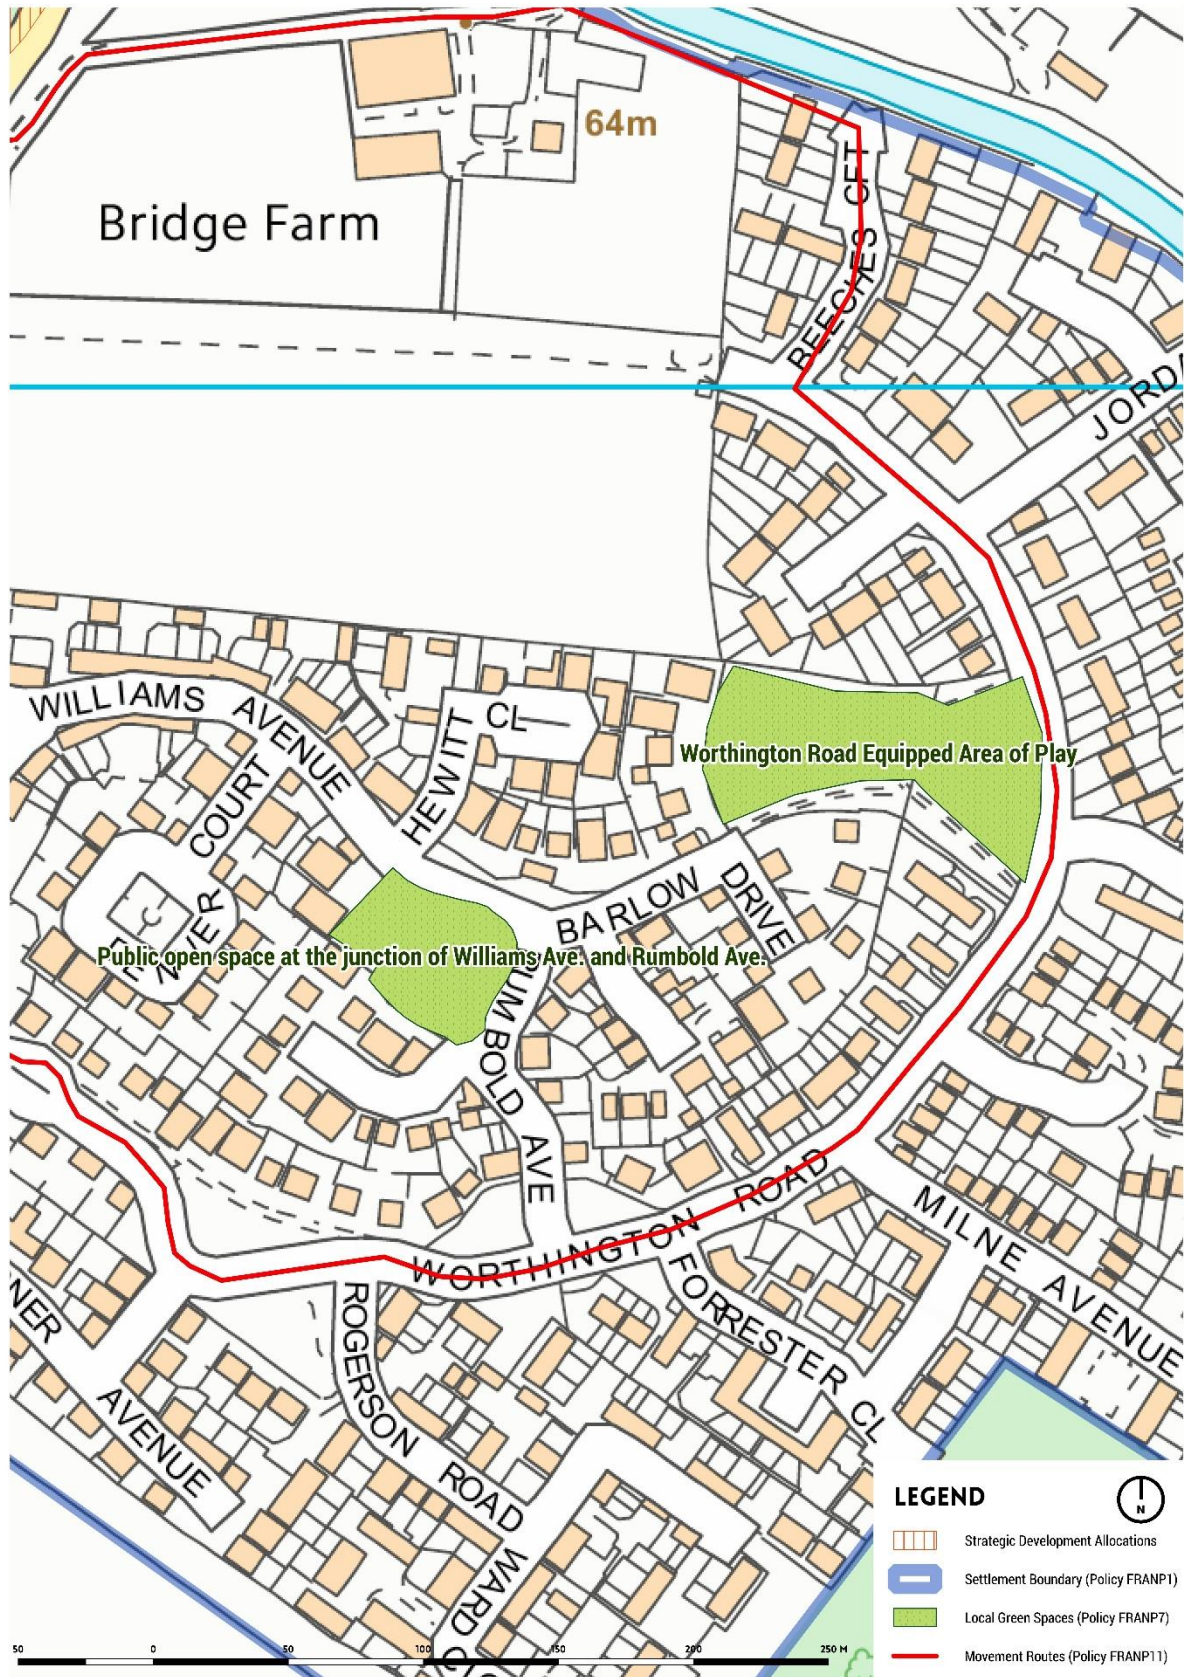 64m
Bridge Farm
BEECHES CFT
WILLIAMS AVENUE
HEWITT CL
COURT
Worthington Road Equipped Area of Play
BARLOW DRIVE
Public open space at the junction of Williams Ave. and Rumbold Ave.
AVE
WORTHINGTON ROAD
MILNE AVENUE
FORRESTER CL
ROGERSON ROAD
AVENUE
WARD
LEGEND
N
Strategic Development Allocations
Settlement Boundary (Policy FRANP1)
Local Green Spaces (Policy FRANP7)
Movement Routes (Policy FRANP11)
50 0 50 100 150 200 250 M